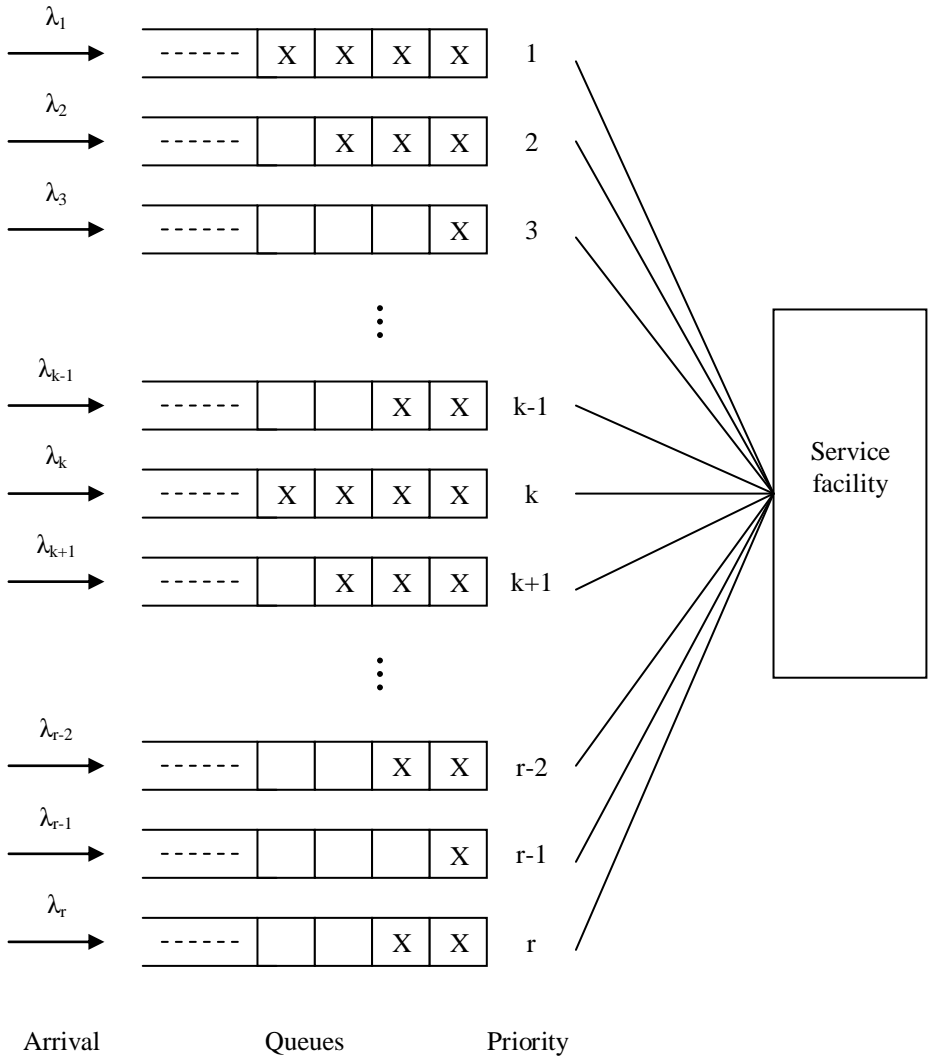 λ1
------ X X X X 1
λ2
------ X X X 2
λ3
------ X 3
⋮
λk-1
------ X X k-1
λk
------ X X X X k
λk+1
------ X X X k+1
Service
facility
⋮
λr-2
------ X X r-2
λr-1
------ X r-1
λr
------ X X r
Arrival Queues Priority